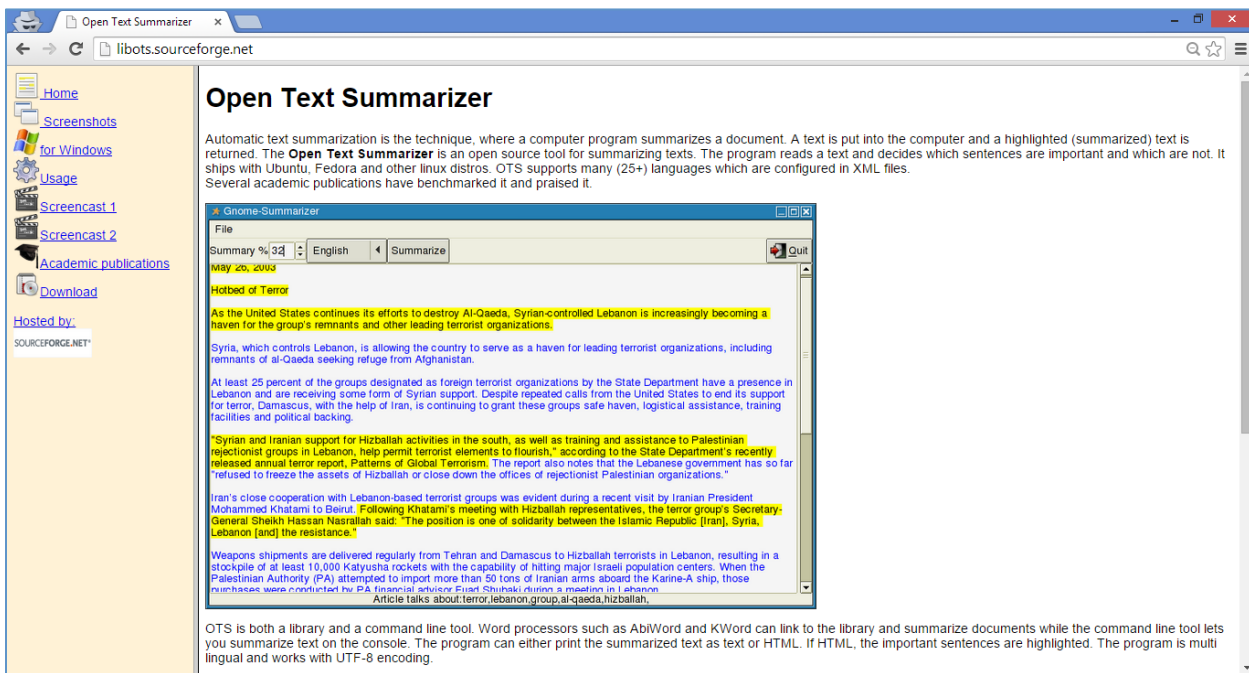 Open Text Summarizer
libots.sourceforge.net
Home
Screenshots
for Windows
Usage
Screencast 1
Screencast 2
Academic publications
Download
Hosted by:
SOURCEFORGE.NET®
Open Text Summarizer
Automatic text summarization is the technique, where a computer program summarizes a document. A text is put into the computer and a highlighted (summarized) text is
returned. The Open Text Summarizer is an open source tool for summarizing texts. The program reads a text and decides which sentences are important and which are not. It
ships with Ubuntu, Fedora and other linux distros. OTS supports many (25+) languages which are configured in XML files.
Several academic publications have benchmarked it and praised it.
Gnome-Summarizer
File
Summary % 32 English Summarize Quit
May 26, 2003
Hotbed of Terror
As the United States continues its efforts to destroy Al-Qaeda, Syrian-controlled Lebanon is increasingly becoming a
haven for the group's remnants and other leading terrorist organizations.
Syria, which controls Lebanon, is allowing the country to serve as a haven for leading terrorist organizations, including
remnants of al-Qaeda seeking refuge from Afghanistan.
At least 25 percent of the groups designated as foreign terrorist organizations by the State Department have a presence in
Lebanon and are receiving some form of Syrian support. Despite repeated calls from the United States to end its support
for terror, Damascus, with the help of Iran, is continuing to grant these groups safe haven, logistical assistance, training
facilities and political backing.
"Syrian and Iranian support for Hizballah activities in the south, as well as training and assistance to Palestinian
rejectionist groups in Lebanon, help permit terrorist elements to flourish," according to the State Department's recently
released annual terror report, Patterns of Global Terrorism. The report also notes that the Lebanese government has so far
"refused to freeze the assets of Hizballah or close down the offices of rejectionist Palestinian organizations."
Iran's close cooperation with Lebanon-based terrorist groups was evident during a recent visit by Iranian President
Mohammed Khatami to Beirut. Following Khatami's meeting with Hizballah representatives, the terror group's Secretary-
General Sheikh Hassan Nasrallah said: "The position is one of solidarity between the Islamic Republic [Iran], Syria,
Lebanon [and] the resistance."
Weapons shipments are delivered regularly from Tehran and Damascus to Hizballah terrorists in Lebanon, resulting in a
stockpile of at least 10,000 Katyusha rockets with the capability of hitting major Israeli population centers. When the
Palestinian Authority (PA) attempted to import more than 50 tons of Iranian arms aboard the Karine-A ship, those
purchases were conducted by PA financial advisor Fuad Shubaki during a meeting in Lebanon.
Article talks about:terror,lebanon,group,al-qaeda,hizballah,
OTS is both a library and a command line tool. Word processors such as AbiWord and KWord can link to the library and summarize documents while the command line tool lets
you summarize text on the console. The program can either print the summarized text as text or HTML. If HTML, the important sentences are highlighted. The program is multi
lingual and works with UTF-8 encoding.